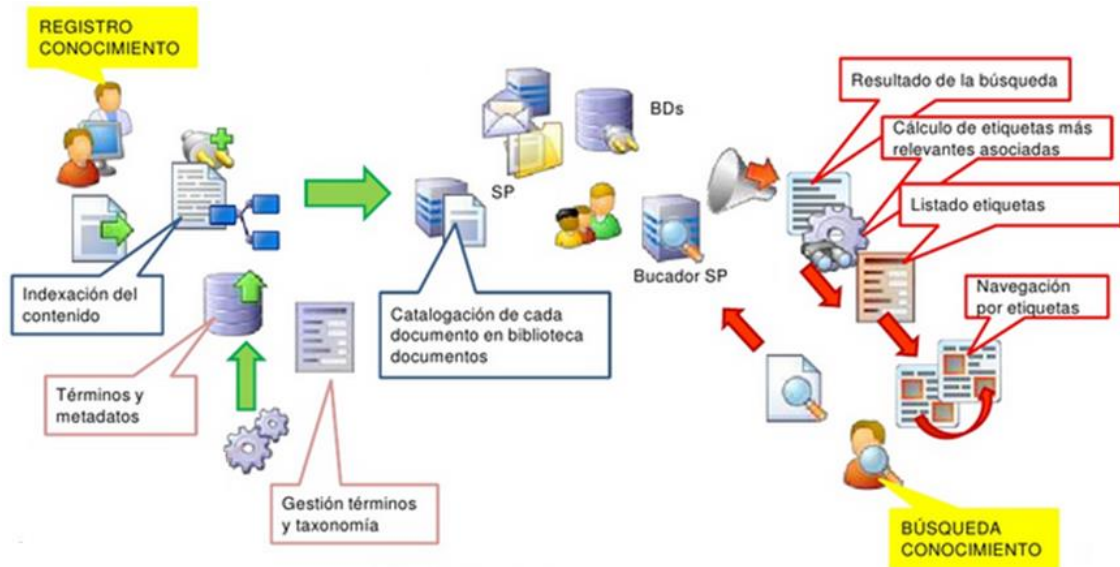 REGISTRO
CONOCIMIENTO
Indexación del
contenido
Términos y
metadatos
Gestión términos
y taxonomía
SP
BDs
Catalogación de cada
documento en biblioteca
documentos
Bucador SP
Resultado de la búsqueda
Cálculo de etiquetas más
relevantes asociadas
Listado etiquetas
Navegación
por etiquetas
BÚSQUEDA
CONOCIMIENTO